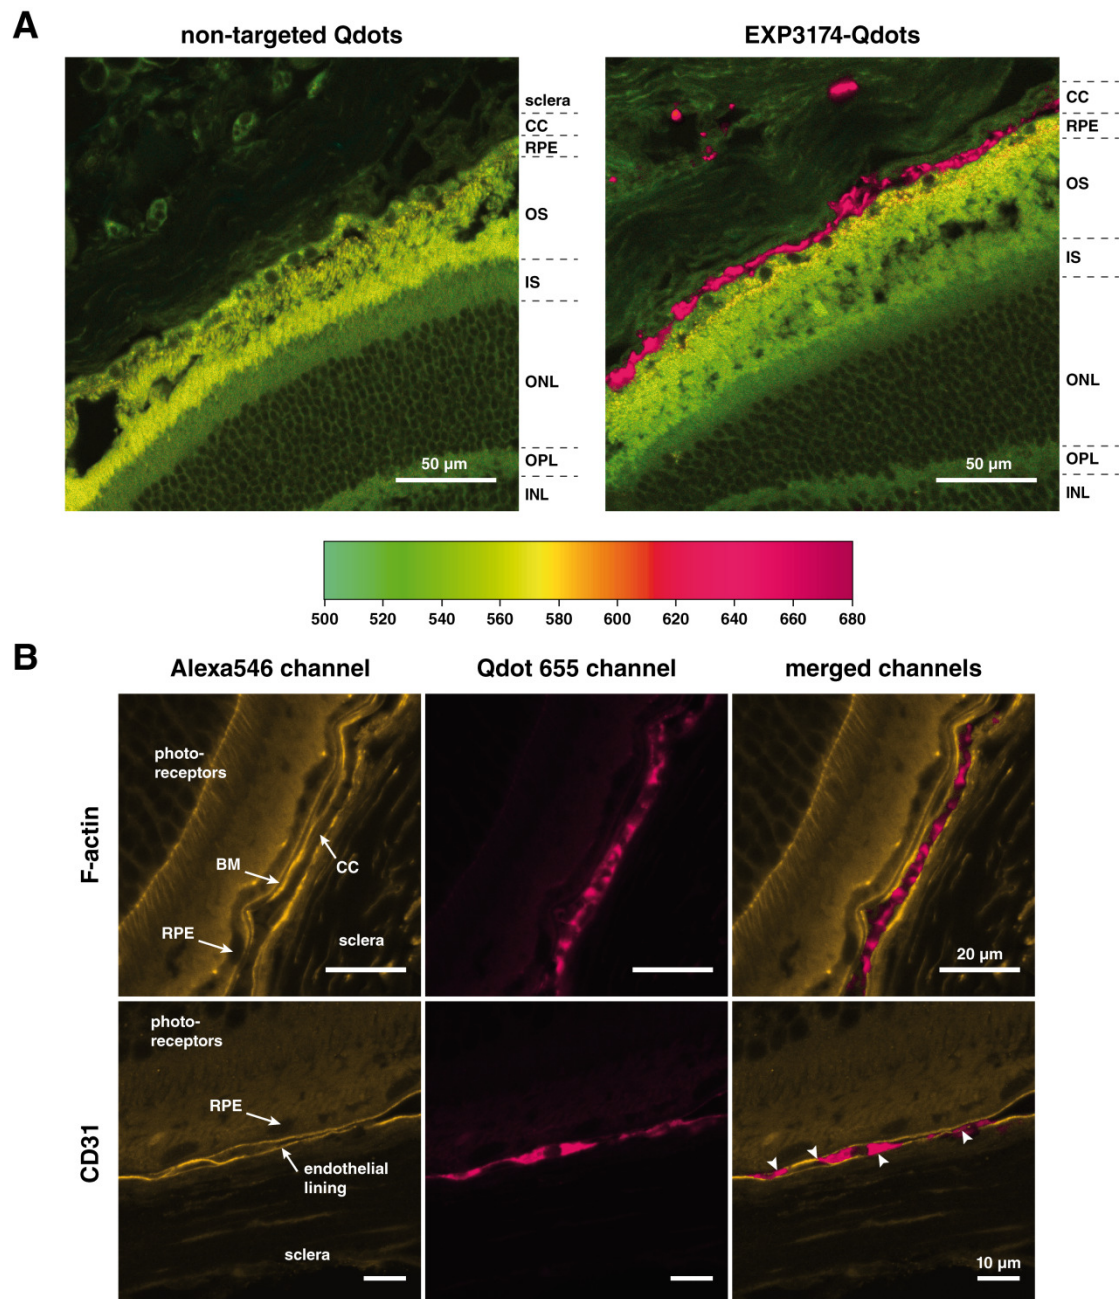 A
non-targeted Qdots
EXP3174-Qdots
sclera
CC
RPE
OS
IS
ONL
OPL
INL
50 µm
CC
RPE
OS
IS
ONL
OPL
INL
50 µm
500 520 540 560 580 600 620 640 660 680
B
Alexa546 channel
Qdot 655 channel
merged channels
F-actin
photo-
receptors
BM
CC
RPE
sclera
20 µm
CD31
photo-
receptors
RPE
endothelial
lining
sclera
10 µm